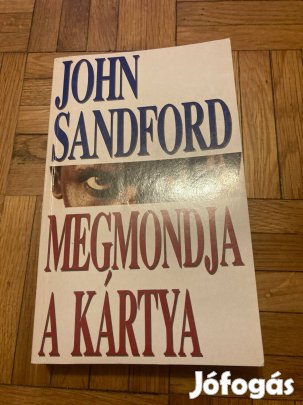 JOHN
SANDFORD
MEGMONDJA
A KÁRTYA
Jófogás